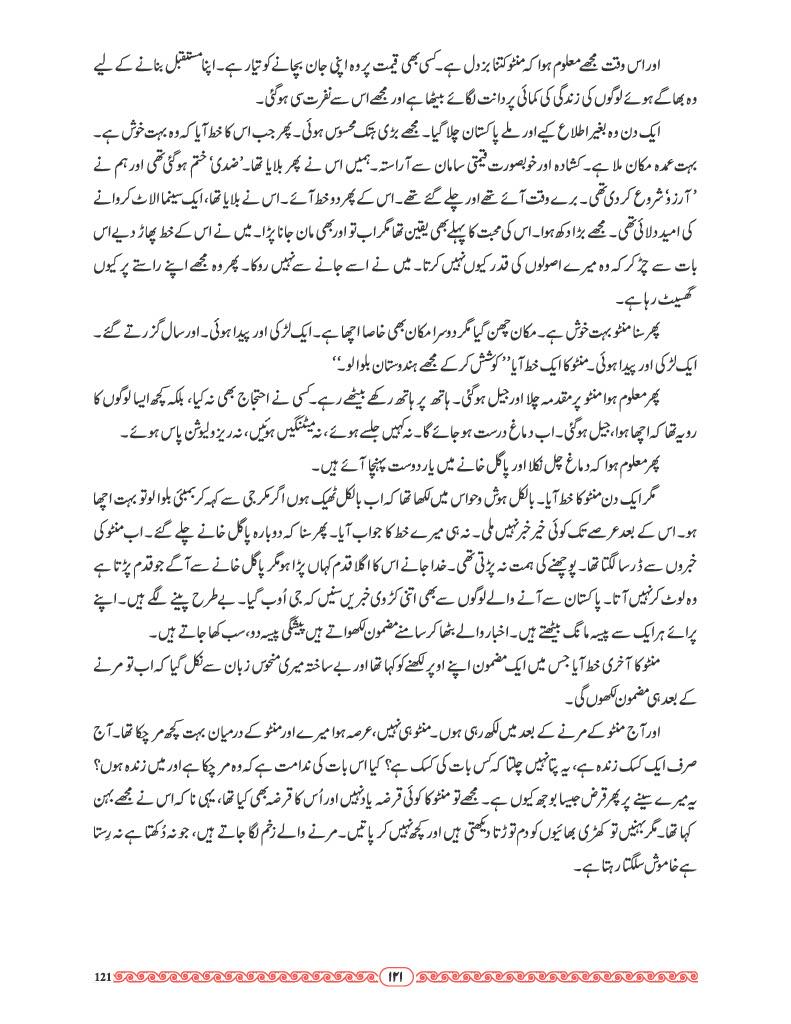 اور اس وقت مجھے معلوم ہوا کہ منٹو کتنا بزدل ہے۔ کسی بھی قیمت پر وہ اپنی جان بچانے کو تیار ہے۔ اپنا مستقبل بنانے کے لیے
وہ بھاگے ہوئے لوگوں کی زندگی کی کمائی پر دانت لگائے بیٹھا ہے اور مجھے اس سے نفرت سی ہوگئی۔
ایک دن وہ بغیر اطلاع کیے اور ملے پاکستان چلا گیا۔ مجھے بڑی ہتک محسوس ہوئی۔ پھر جب اس کا خط آیا کہ وہ بہت خوش ہے۔
بہت عمدہ مکان ملا ہے۔ کشادہ اور خوبصورت قیمتی سامان سے آراستہ۔ ہمیں اس نے پھر بلایا تھا۔ ’ضدی‘ ختم ہوگئی تھی اور ہم نے
’آرزو‘ شروع کردی تھی۔ برے وقت آئے تھے اور چلے گئے تھے۔ اس کے پھر دو خط آئے۔ اس نے بلایا تھا، ایک سینما الاٹ کروانے
کی امید دلائی تھی۔ مجھے بڑا دکھ ہوا۔ اس کی محبت کا پہلے بھی یقین تھا مگر اب تو اور بھی مان جانا پڑا۔ میں نے اس کے خط پھاڑ دیے اس
بات سے چڑ کر کہ وہ میرے اصولوں کی قدر کیوں نہیں کرتا۔ میں نے اسے جانے سے نہیں روکا۔ پھر وہ مجھے اپنے راستے پر کیوں
گھسیٹ رہا ہے۔
پھر سنا منٹو بہت خوش ہے۔ مکان چھن گیا مگر دوسرا مکان بھی خاصا اچھا ہے۔ ایک لڑکی اور پیدا ہوئی۔ اور سال گزرتے گئے۔
ایک لڑکی اور پیدا ہوئی۔ منٹو کا ایک خط آیا ’’کوشش کرکے مجھے ہندوستان بلوا لو۔‘‘
پھر معلوم ہوا منٹو پر مقدمہ چلا اور جیل ہوگئی۔ ہاتھ پر ہاتھ رکھے بیٹھے رہے۔ کسی نے احتجاج بھی نہ کیا، بلکہ کچھ ایسا لوگوں کا
رویہ تھا کہ اچھا ہوا، جیل ہوگئی۔ اب دماغ درست ہوجائے گا۔ نہ کہیں جلسے ہوئے، نہ میٹنگیں ہوئیں، نہ ریزولیوشن پاس ہوئے۔
پھر معلوم ہوا کہ دماغ چل نکلا اور پاگل خانے میں یار دوست پہنچا آئے ہیں۔
مگر ایک دن منٹو کا خط آیا۔ بالکل ہوش و حواس میں لکھا تھا کہ اب بالکل ٹھیک ہوں اگر مکرجی سے کہہ کر بمبئی بلوا لو تو بہت اچھا
ہو۔ اس کے بعد عرصے تک کوئی خیر خبر نہیں ملی۔ نہ ہی میرے خط کا جواب آیا۔ پھر سنا کہ دوبارہ پاگل خانے چلے گئے۔ اب منٹو کی
خبروں سے ڈر سا لگتا تھا۔ پوچھنے کی ہمت نہ پڑتی تھی۔ خدا جانے اس کا اگلا قدم کہاں پڑا ہو مگر پاگل خانے سے آگے جو قدم پڑتا ہے
وہ لوٹ کر نہیں آتا۔ پاکستان سے آنے والے لوگوں سے بھی اتنی کڑوی خبریں سنیں کہ جی اُوب گیا۔ بے طرح پینے لگے ہیں۔ اپنے
پرائے ہر ایک سے پیسہ مانگ بیٹھتے ہیں۔ اخبار والے بٹھا کر سامنے مضمون لکھواتے ہیں پیشگی پیسہ دو، سب کھا جاتے ہیں۔
منٹو کا آخری خط آیا جس میں ایک مضمون اپنے اوپر لکھنے کو کہا تھا اور بے ساختہ میری منحوس زبان سے نکل گیا کہ اب تو مرنے
کے بعد ہی مضمون لکھوں گی۔
اور آج منٹو کے مرنے کے بعد میں لکھ رہی ہوں۔ منٹو ہی نہیں، عرصہ ہوا میرے اور منٹو کے درمیان بہت کچھ مر چکا تھا۔ آج
صرف ایک کسک زندہ ہے، یہ پتا نہیں چلتا کہ کس بات کی کسک ہے؟ کیا اس بات کی ندامت ہے کہ وہ مر چکا ہے اور میں زندہ ہوں؟
یہ میرے سینے پر پھر قرض جیسا بوجھ کیوں ہے۔ مجھے تو منٹو کا کوئی قرضہ یاد نہیں اور اُس کا قرضہ بھی کیا تھا، یہی نا کہ اس نے مجھے بہن
کہا تھا۔ مگر بہنیں تو کھڑی بھائیوں کو دم توڑتا دیکھتی ہیں اور کچھ نہیں کر پاتیں۔ مرنے والے زخم لگا جاتے ہیں، جو نہ دُکھتا ہے نہ رِستا
ہے خاموش سلگتا رہتا ہے۔
121 ۱۲۱